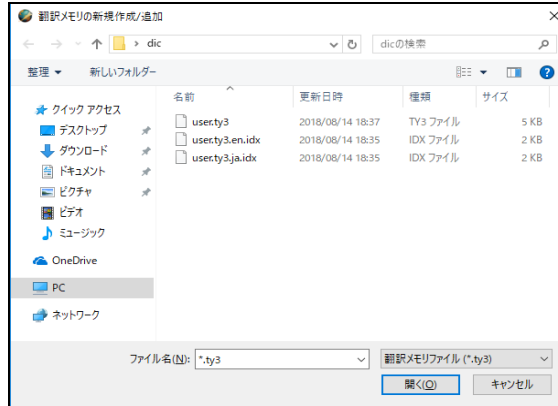 翻訳メモリの新規作成/追加
dic
dicの検索
整理 新しいフォルダー
名前 更新日時 種類 サイズ
クイック アクセス
デスクトップ
ダウンロード
ドキュメント
ピクチャ
ビデオ
ミュージック
OneDrive
PC
ネットワーク
user.ty3 2018/08/14 18:37 TY3 ファイル 5 KB
user.ty3.en.idx 2018/08/14 18:35 IDX ファイル 2 KB
user.ty3.ja.idx 2018/08/14 18:35 IDX ファイル 2 KB
ファイル名(N): *.ty3 翻訳メモリファイル (*.ty3)
開く(O) キャンセル